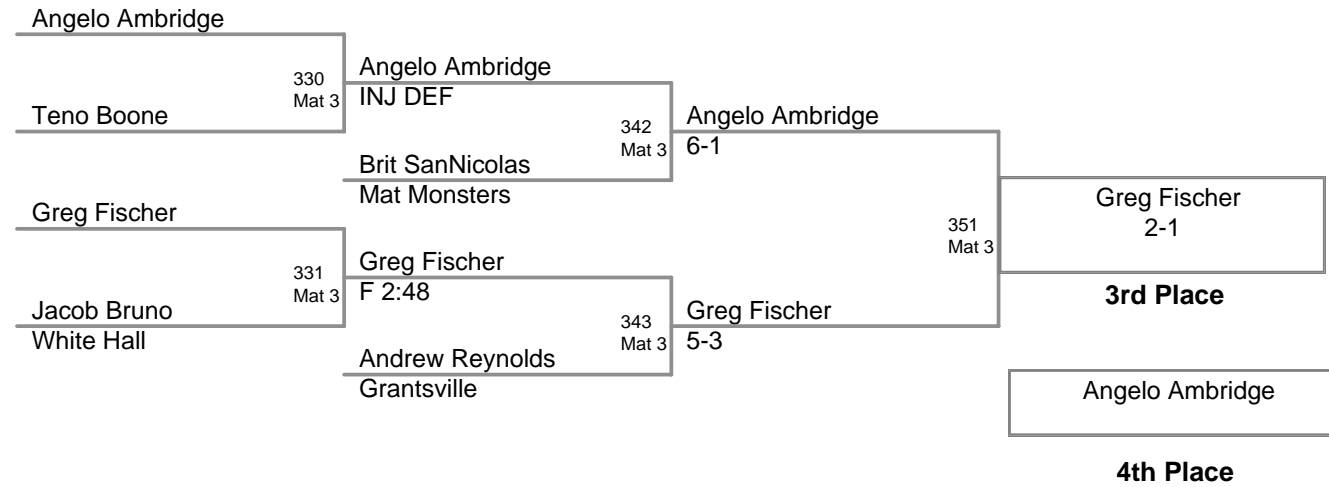 Angelo Ambridge
330
Mat 3
Angelo Ambridge
INJ DEF
Teno Boone
342
Mat 3
Angelo Ambridge
6-1
Brit SanNicolas
Mat Monsters
Greg Fischer
351
Mat 3
Greg Fischer
2-1
3rd Place
331
Mat 3
Greg Fischer
F 2:48
Jacob Bruno
White Hall
343
Mat 3
Greg Fischer
5-3
Andrew Reynolds
Grantsville
Angelo Ambridge
4th Place